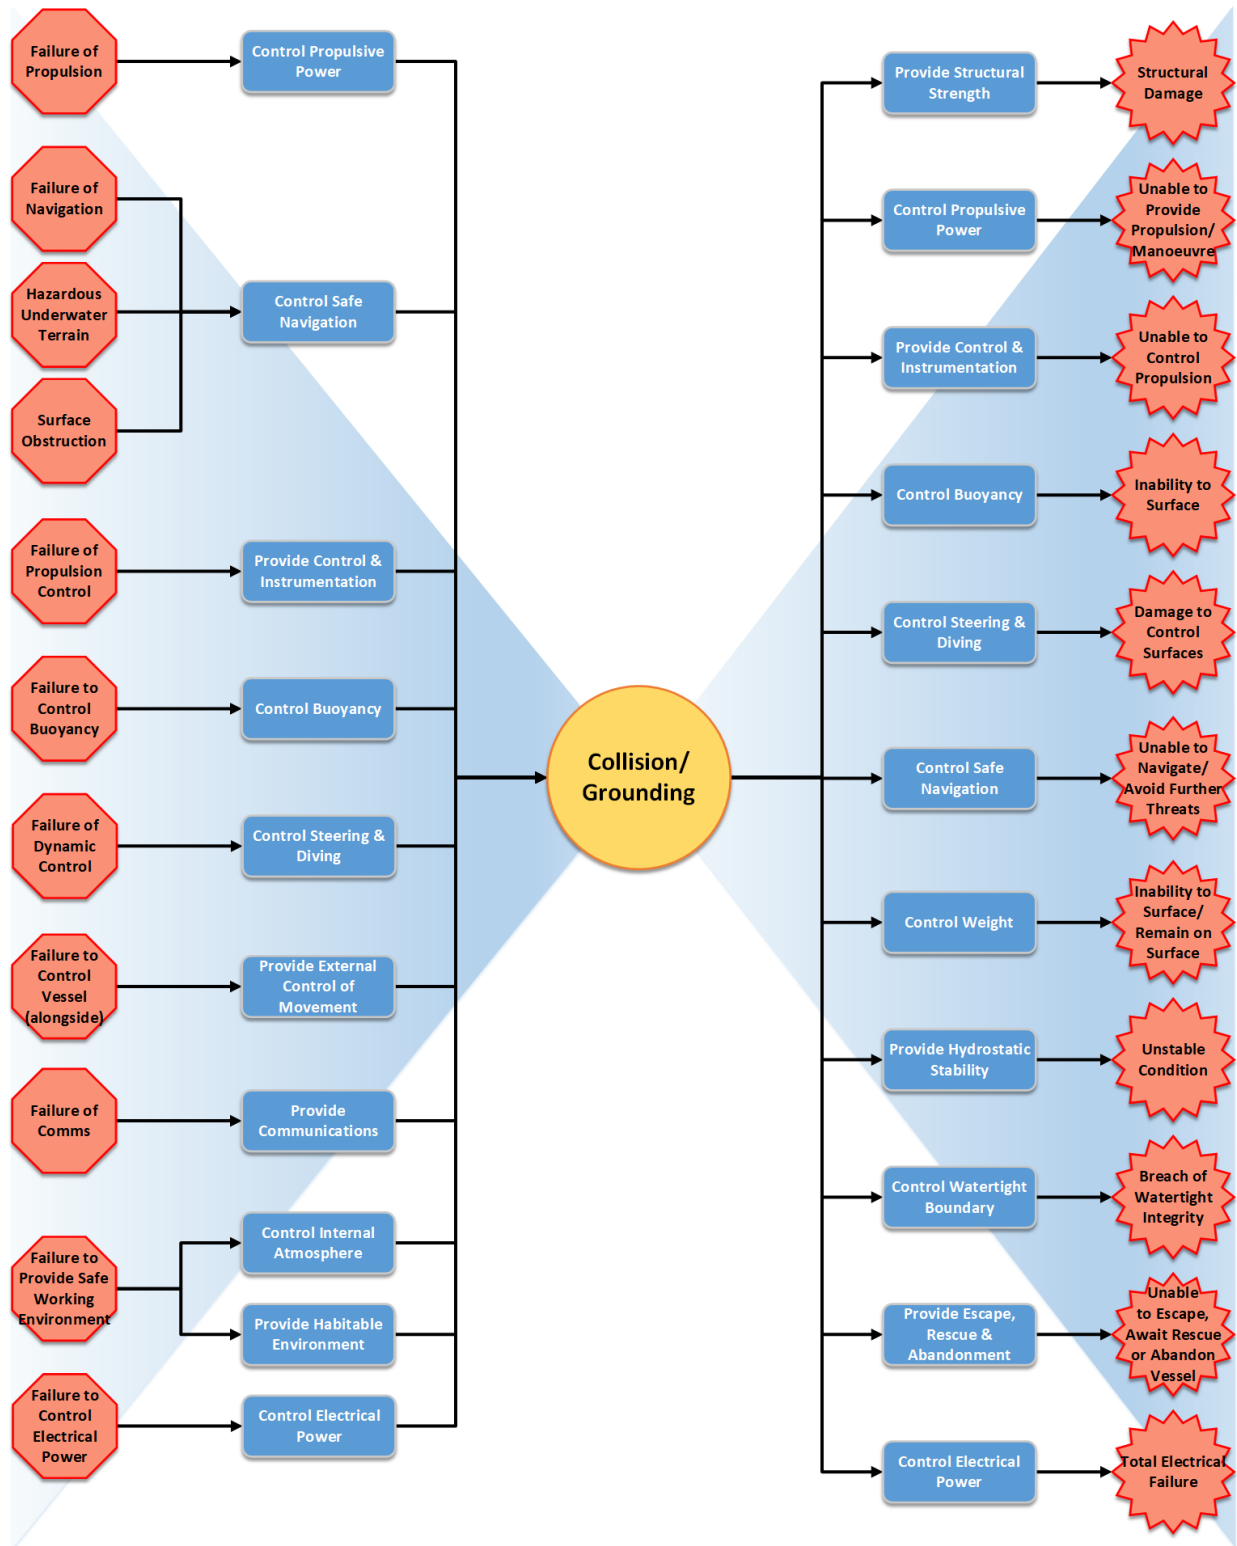 Failure of
Propulsion
Control Propulsive
Power
Failure of
Navigation
Hazardous
Underwater
Terrain
Surface
Obstruction
Control Safe
Navigation
Failure of
Propulsion
Control
Provide Control &
Instrumentation
Failure to
Control
Buoyancy
Control Buoyancy
Failure of
Dynamic
Control
Control Steering &
Diving
Failure to
Control
Vessel
(alongside)
Provide External
Control of
Movement
Failure of
Comms
Provide
Communications
Failure to
Provide Safe
Working
Environment
Control Internal
Atmosphere
Provide Habitable
Environment
Failure to
Control
Electrical
Power
Control Electrical
Power
Collision/
Grounding
Provide Structural
Strength
Structural
Damage
Control Propulsive
Power
Unable to
Provide
Propulsion/
Manoeuvre
Provide Control &
Instrumentation
Unable to
Control
Propulsion
Control Buoyancy
Inability to
Surface
Control Steering &
Diving
Damage to
Control
Surfaces
Control Safe
Navigation
Unable to
Navigate/
Avoid Further
Threats
Control Weight
Inability to
Surface/
Remain on
Surface
Provide Hydrostatic
Stability
Unstable
Condition
Control Watertight
Boundary
Breach of
Watertight
Integrity
Provide Escape,
Rescue &
Abandonment
Unable
to Escape,
Await Rescue
or Abandon
Vessel
Control Electrical
Power
Total Electrical
Failure